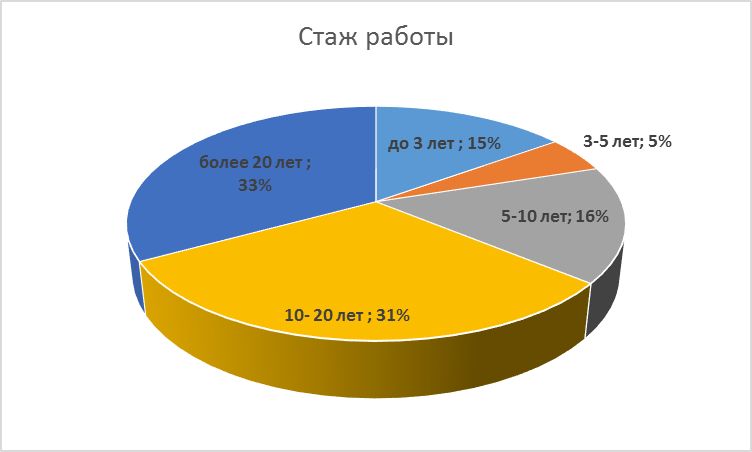 Стаж работы
до 3 лет ; 15%
3-5 лет; 5%
более 20 лет ;
33%
5-10 лет; 16%
10- 20 лет ; 31%